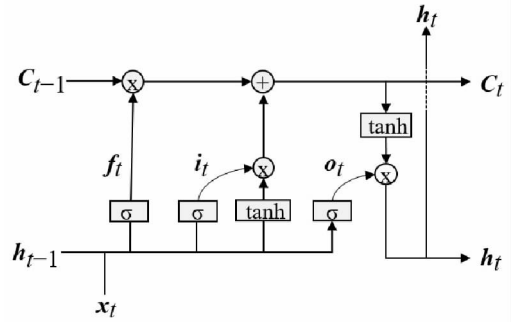 h_t
C_{t−1} x + C_t
tanh
f_t i_t x o_t x
σ σ tanh σ
h_{t−1} h_t
x_t